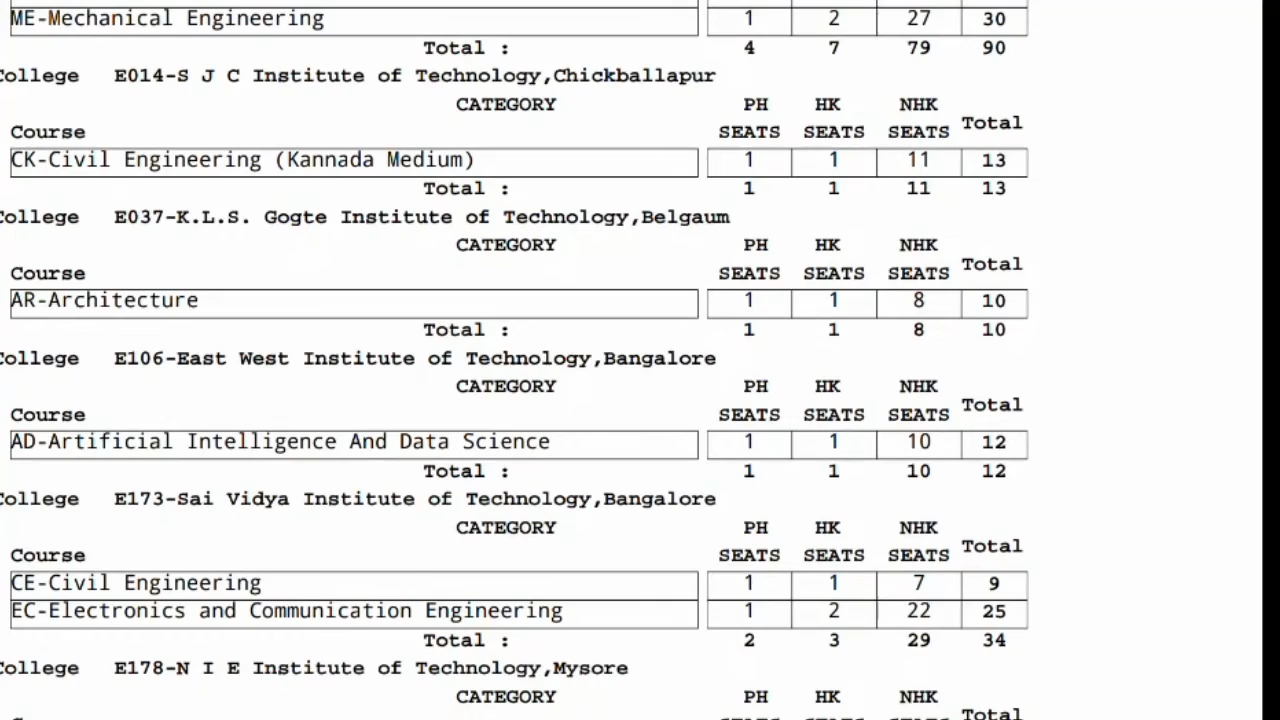 ME-Mechanical Engineering 1 2 27 30
Total : 4 7 79 90
College E014-S J C Institute of Technology,Chickballapur
CATEGORY PH HK NHK
Course SEATS SEATS SEATS Total
CK-Civil Engineering (Kannada Medium) 1 1 11 13
Total : 1 1 11 13
College E037-K.L.S. Gogte Institute of Technology,Belgaum
CATEGORY PH HK NHK
Course SEATS SEATS SEATS Total
AR-Architecture 1 1 8 10
Total : 1 1 8 10
College E106-East West Institute of Technology,Bangalore
CATEGORY PH HK NHK
Course SEATS SEATS SEATS Total
AD-Artificial Intelligence And Data Science 1 1 10 12
Total : 1 1 10 12
College E173-Sai Vidya Institute of Technology,Bangalore
CATEGORY PH HK NHK
Course SEATS SEATS SEATS Total
CE-Civil Engineering 1 1 7 9
EC-Electronics and Communication Engineering 1 2 22 25
Total : 2 3 29 34
College E178-N I E Institute of Technology,Mysore
CATEGORY PH HK NHK
Total